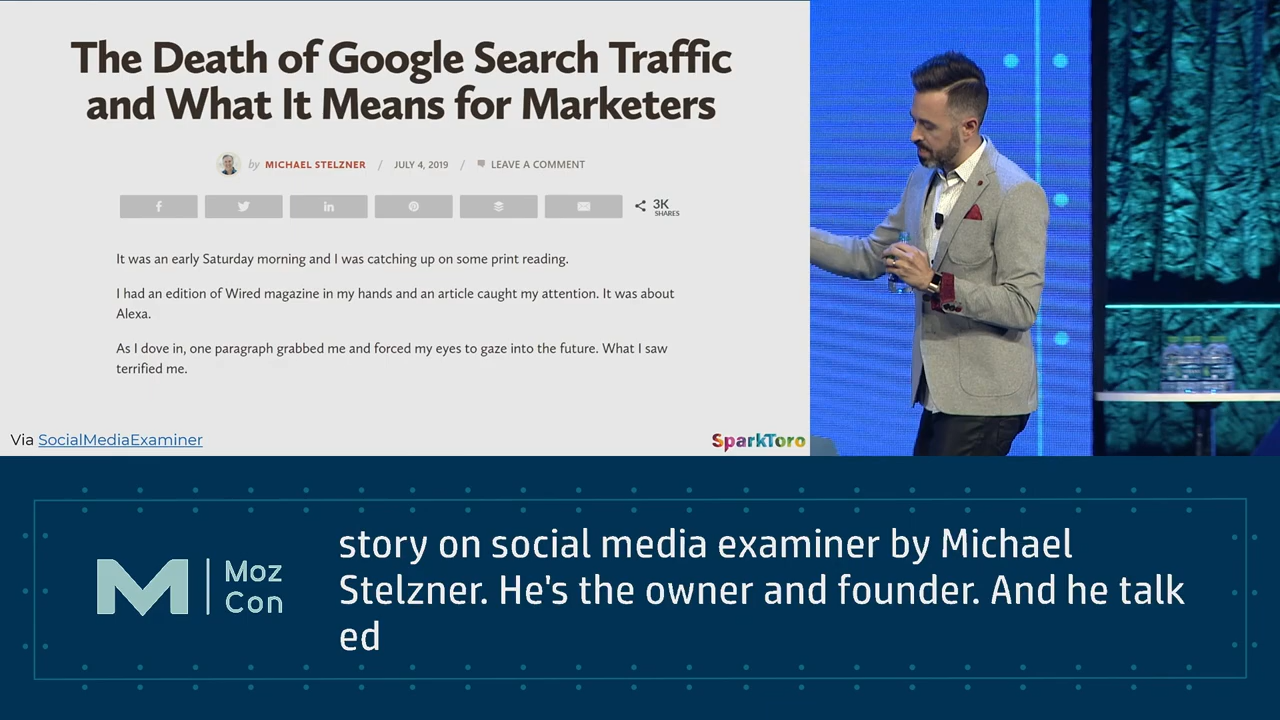 The Death of Google Search Traffic
and What It Means for Marketers
by MICHAEL STELZNER / JULY 4, 2019 / LEAVE A COMMENT
3K
SHARES
It was an early Saturday morning and I was catching up on some print reading.
I had an edition of Wired magazine in my hands and an article caught my attention. It was about
Alexa.
As I dove in, one paragraph grabbed me and forced my eyes to gaze into the future. What I saw
terrified me.
Via SocialMediaExaminer
SparkToro
Moz
Con
story on social media examiner by Michael
Stelzner. He's the owner and founder. And he talk
ed